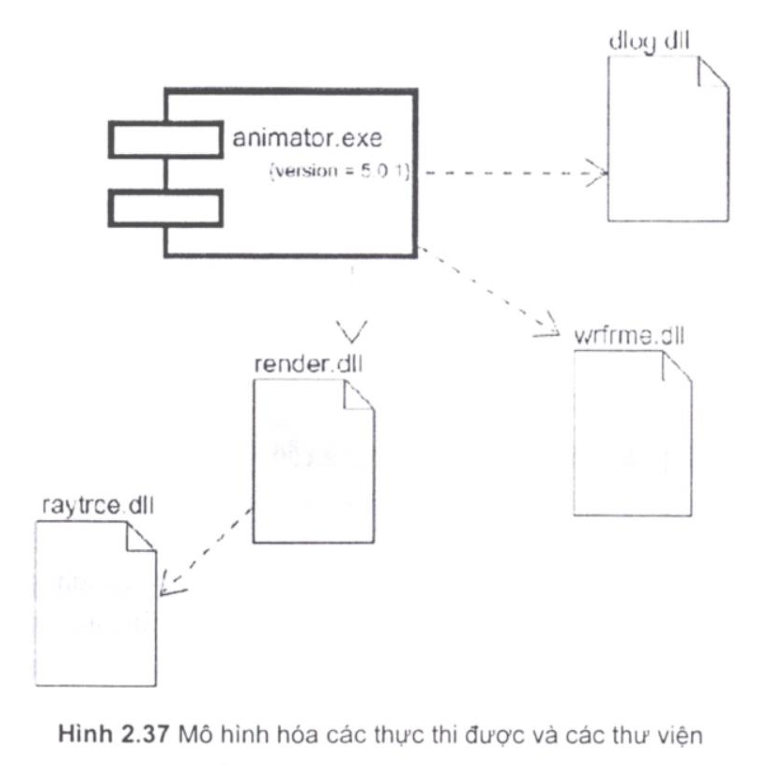 dlog.dll
animator.exe
{version = 5.0.1}
wrfrme.dll
render.dll
raytrce.dll
Hình 2.37 Mô hình hóa các thực thi được và các thư viện